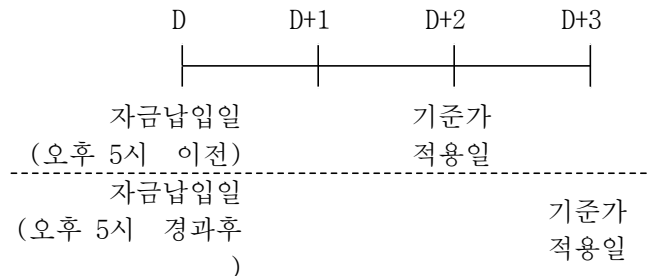 D D+1 D+2 D+3
자금납입일 기준가
(오후 5시 이전) 적용일
자금납입일 기준가
(오후 5시 경과후 적용일
)